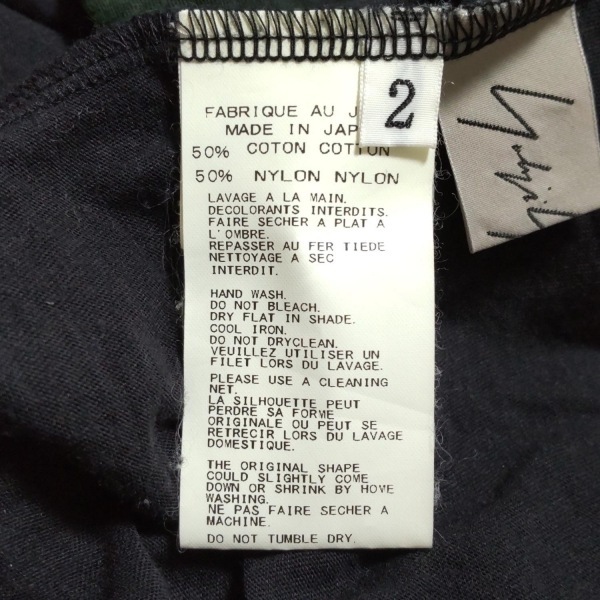 FABRIQUE AU J
MADE IN JAP
2
50% COTON COTTON
50% NYLON NYLON
LAVAGE A LA MAIN.
DECOLORANTS INTERDITS.
FAIRE SECHER A PLAT A
L'OMBRE.
REPASSER AU FER TIEDE
NETTOYAGE A SEC
INTERDIT.
HAND WASH.
DO NOT BLEACH.
DRY FLAT IN SHADE.
COOL IRON.
DO NOT DRYCLEAN.
VEUILLEZ UTILISER UN
FILET LORS DU LAVAGE.
PLEASE USE A CLEANING
NET.
LA SILHOUETTE PEUT
PERDRE SA FORME
ORIGINALE OU PEUT SE
RETRECIR LORS DU LAVAGE
DOMESTIQUE.
THE ORIGINAL SHAPE
COULD SLIGHTLY COME
DOWN OR SHRINK BY HOVE
WASHING.
NE PAS FAIRE SECHER A
MACHINE.
DO NOT TUMBLE DRY.